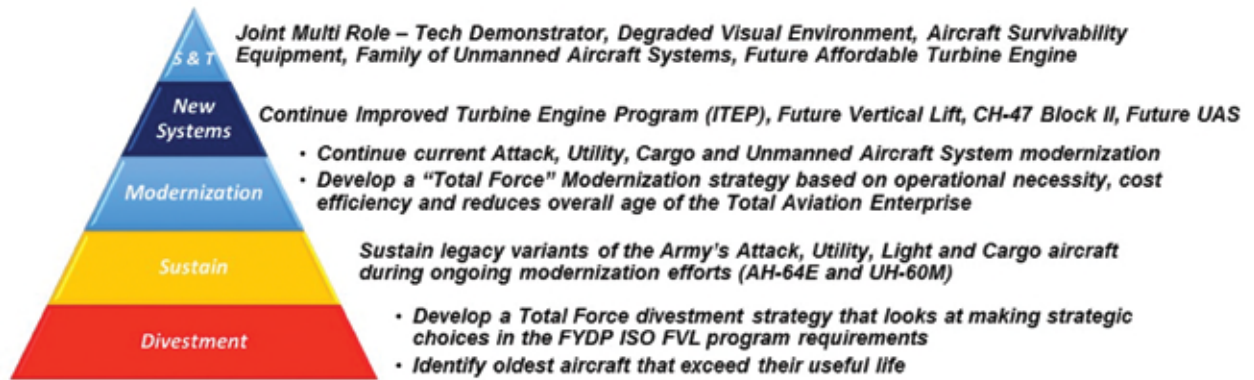 S & T
Joint Multi Role – Tech Demonstrator, Degraded Visual Environment, Aircraft Survivability
Equipment, Family of Unmanned Aircraft Systems, Future Affordable Turbine Engine
New
Systems
Continue Improved Turbine Engine Program (ITEP), Future Vertical Lift, CH-47 Block II, Future UAS
Modernization
• Continue current Attack, Utility, Cargo and Unmanned Aircraft System modernization
• Develop a “Total Force” Modernization strategy based on operational necessity, cost
efficiency and reduces overall age of the Total Aviation Enterprise
Sustain
Sustain legacy variants of the Army’s Attack, Utility, Light and Cargo aircraft
during ongoing modernization efforts (AH-64E and UH-60M)
Divestment
• Develop a Total Force divestment strategy that looks at making strategic
choices in the FYDP ISO FVL program requirements
• Identify oldest aircraft that exceed their useful life